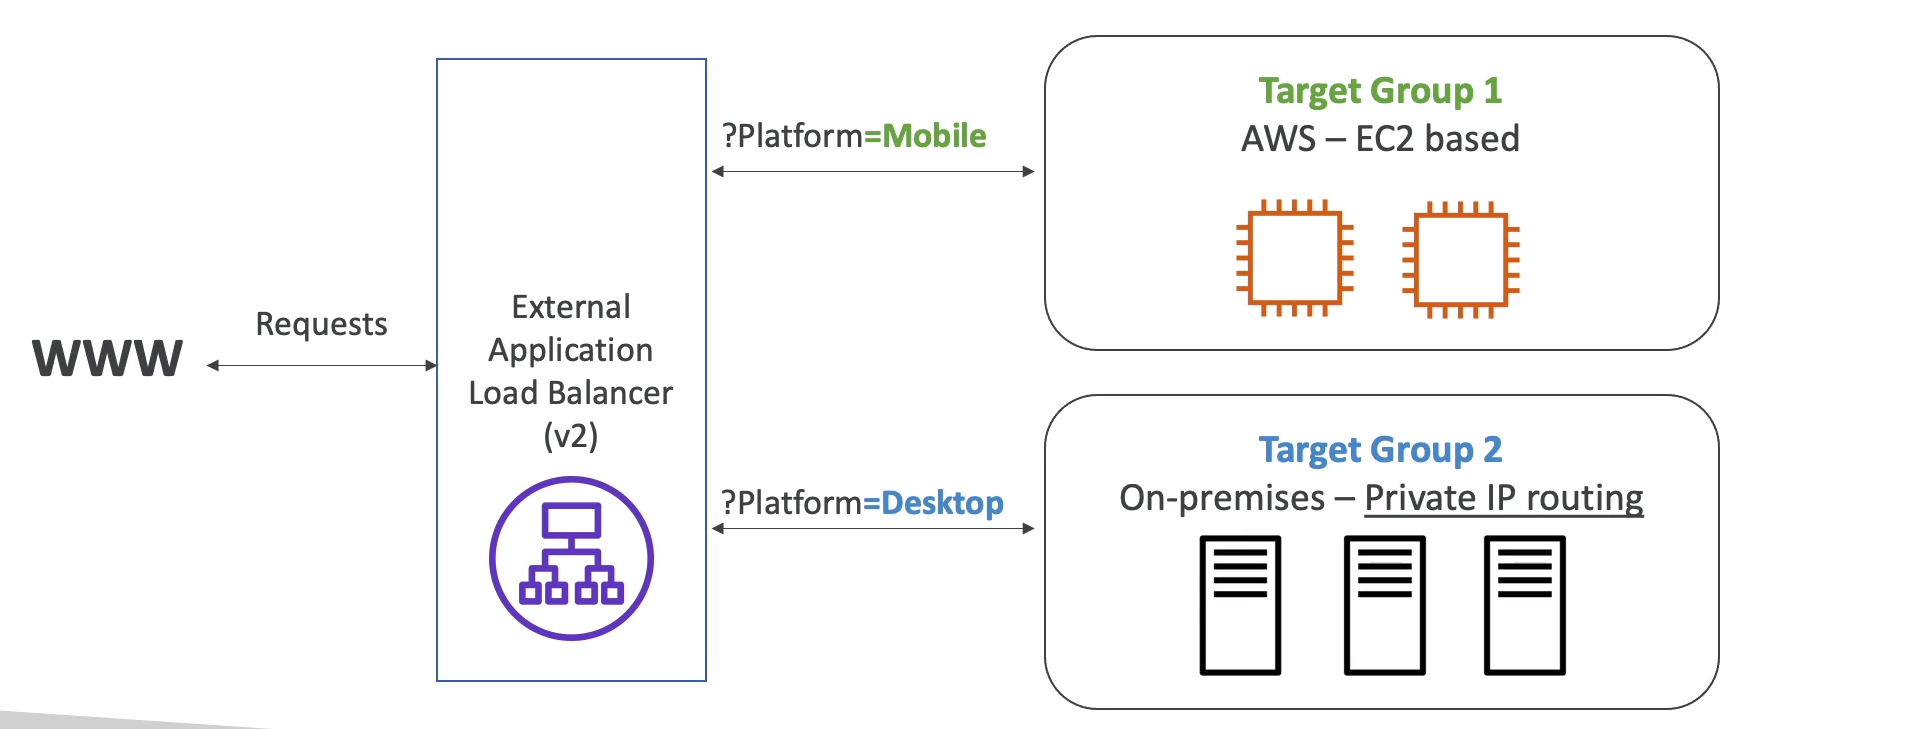 WWW
Requests
External
Application
Load Balancer
(v2)
?Platform=Mobile
Target Group 1
AWS – EC2 based
?Platform=Desktop
Target Group 2
On-premises – Private IP routing